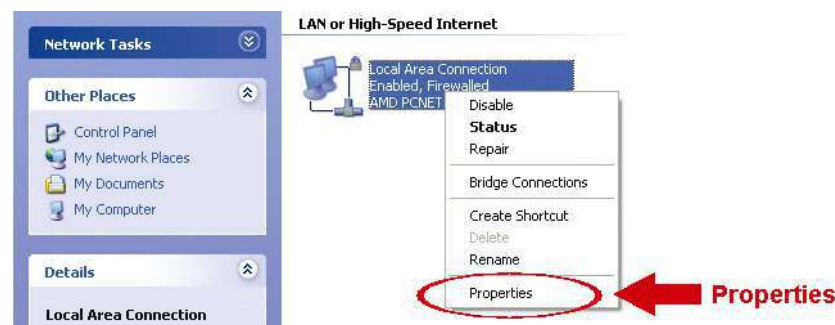 LAN or High-Speed Internet
Network Tasks
Other Places
Control Panel
My Network Places
My Documents
My Computer
Details
Local Area Connection
Local Area Connection
Enabled, Firewalled
AMD PCNET
Disable
Status
Repair
Bridge Connections
Create Shortcut
Delete
Rename
Properties
Properties